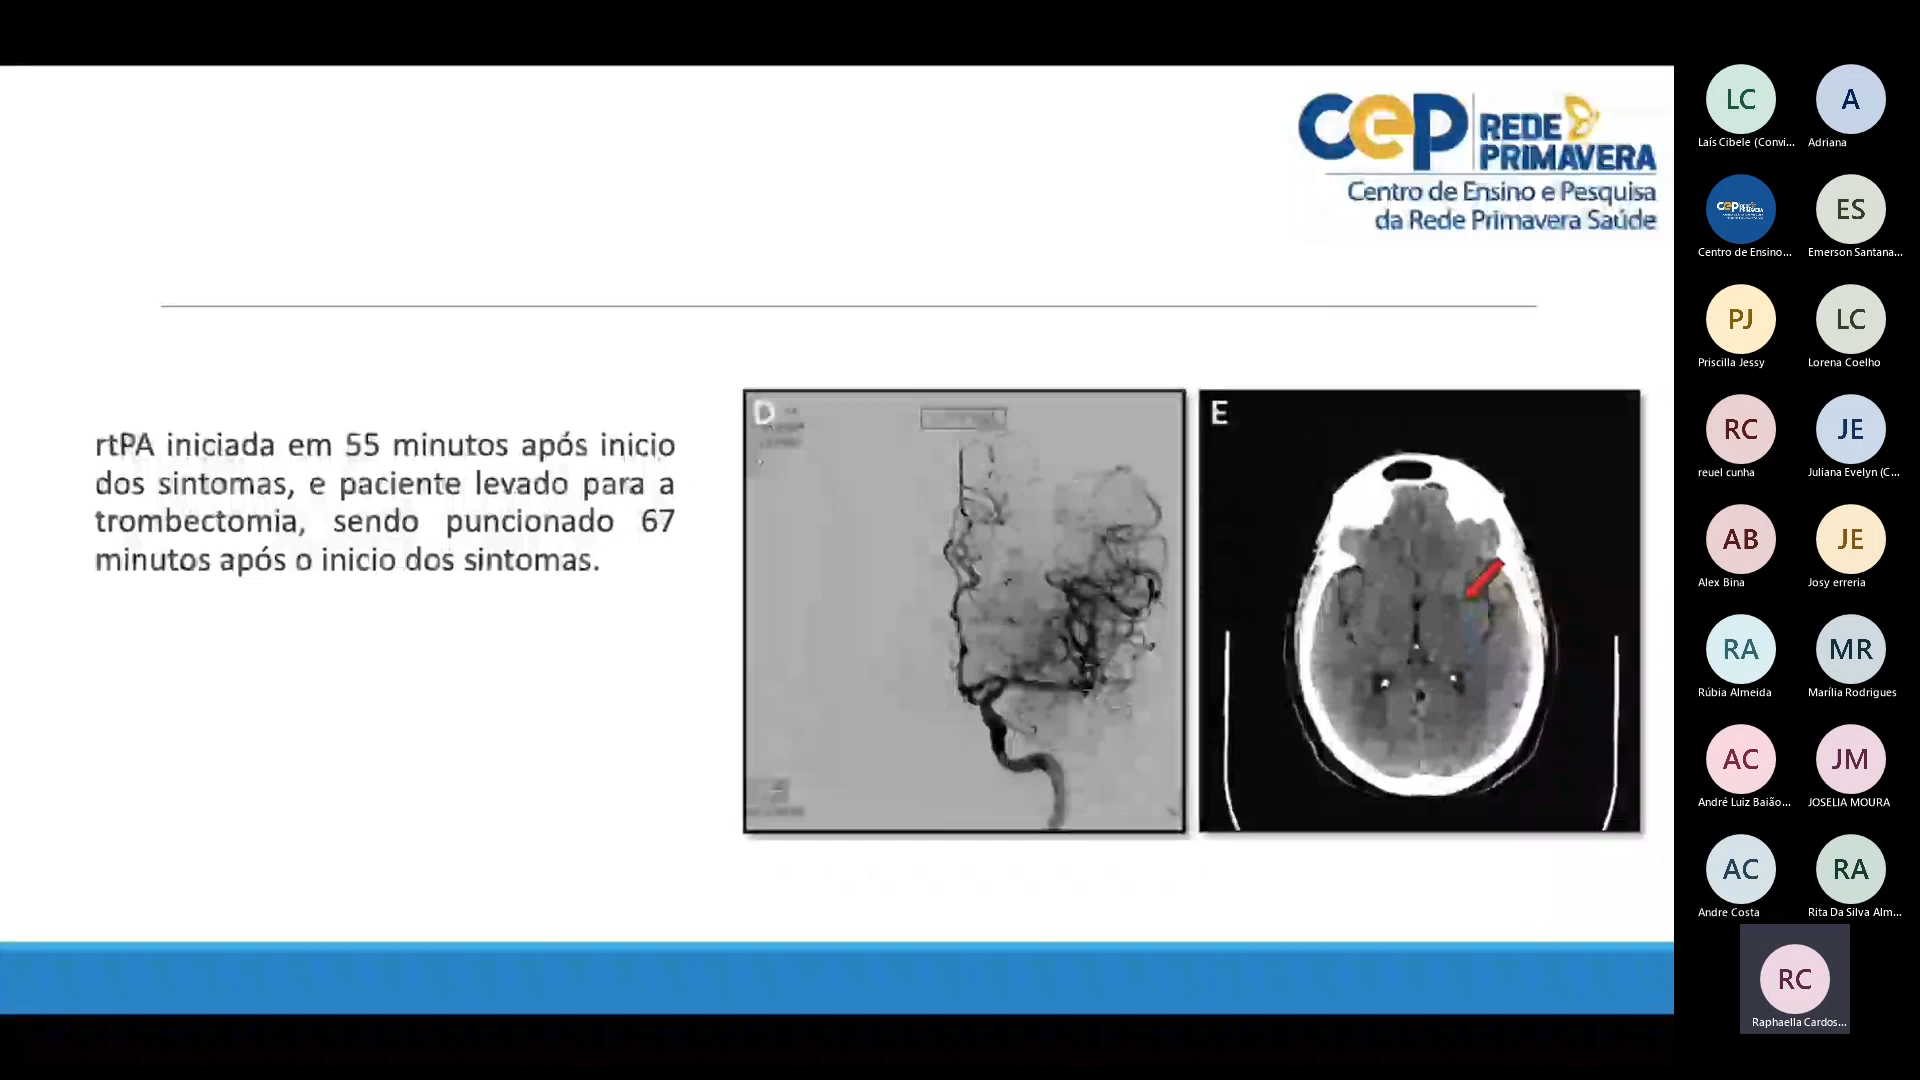 cep REDE
PRIMAVERA
Centro de Ensino e Pesquisa
da Rede Primavera Saúde
rtPA iniciada em 55 minutos após inicio
dos sintomas, e paciente levado para a
trombectomia, sendo puncionado 67
minutos após o inicio dos sintomas.
D
E
LC
Laís Cibele (Convi...
A
Adriana
cep
Centro de Ensino...
ES
Emerson Santana...
PJ
Priscilla Jessy
LC
Lorena Coelho
RC
reuel cunha
JE
Juliana Evelyn (C...
AB
Alex Bina
JE
Josy erreria
RA
Rúbia Almeida
MR
Marília Rodrigues
AC
André Luiz Baião...
JM
JOSELIA MOURA
AC
Andre Costa
RA
Rita Da Silva Alm...
RC
Raphaella Cardos...